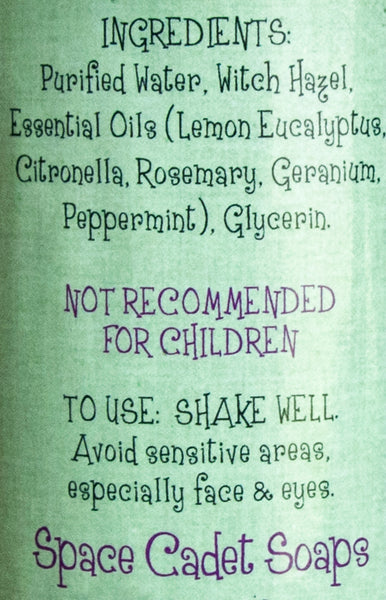 INGREDIENTS:
Purified Water, Witch Hazel,
Essential Oils (Lemon Eucalyptus,
Citronella, Rosemary, Geranium,
Peppermint), Glycerin.
NOT RECOMMENDED
FOR CHILDREN
TO USE: SHAKE WELL.
Avoid sensitive areas,
especially face & eyes.
Space Cadet Soaps